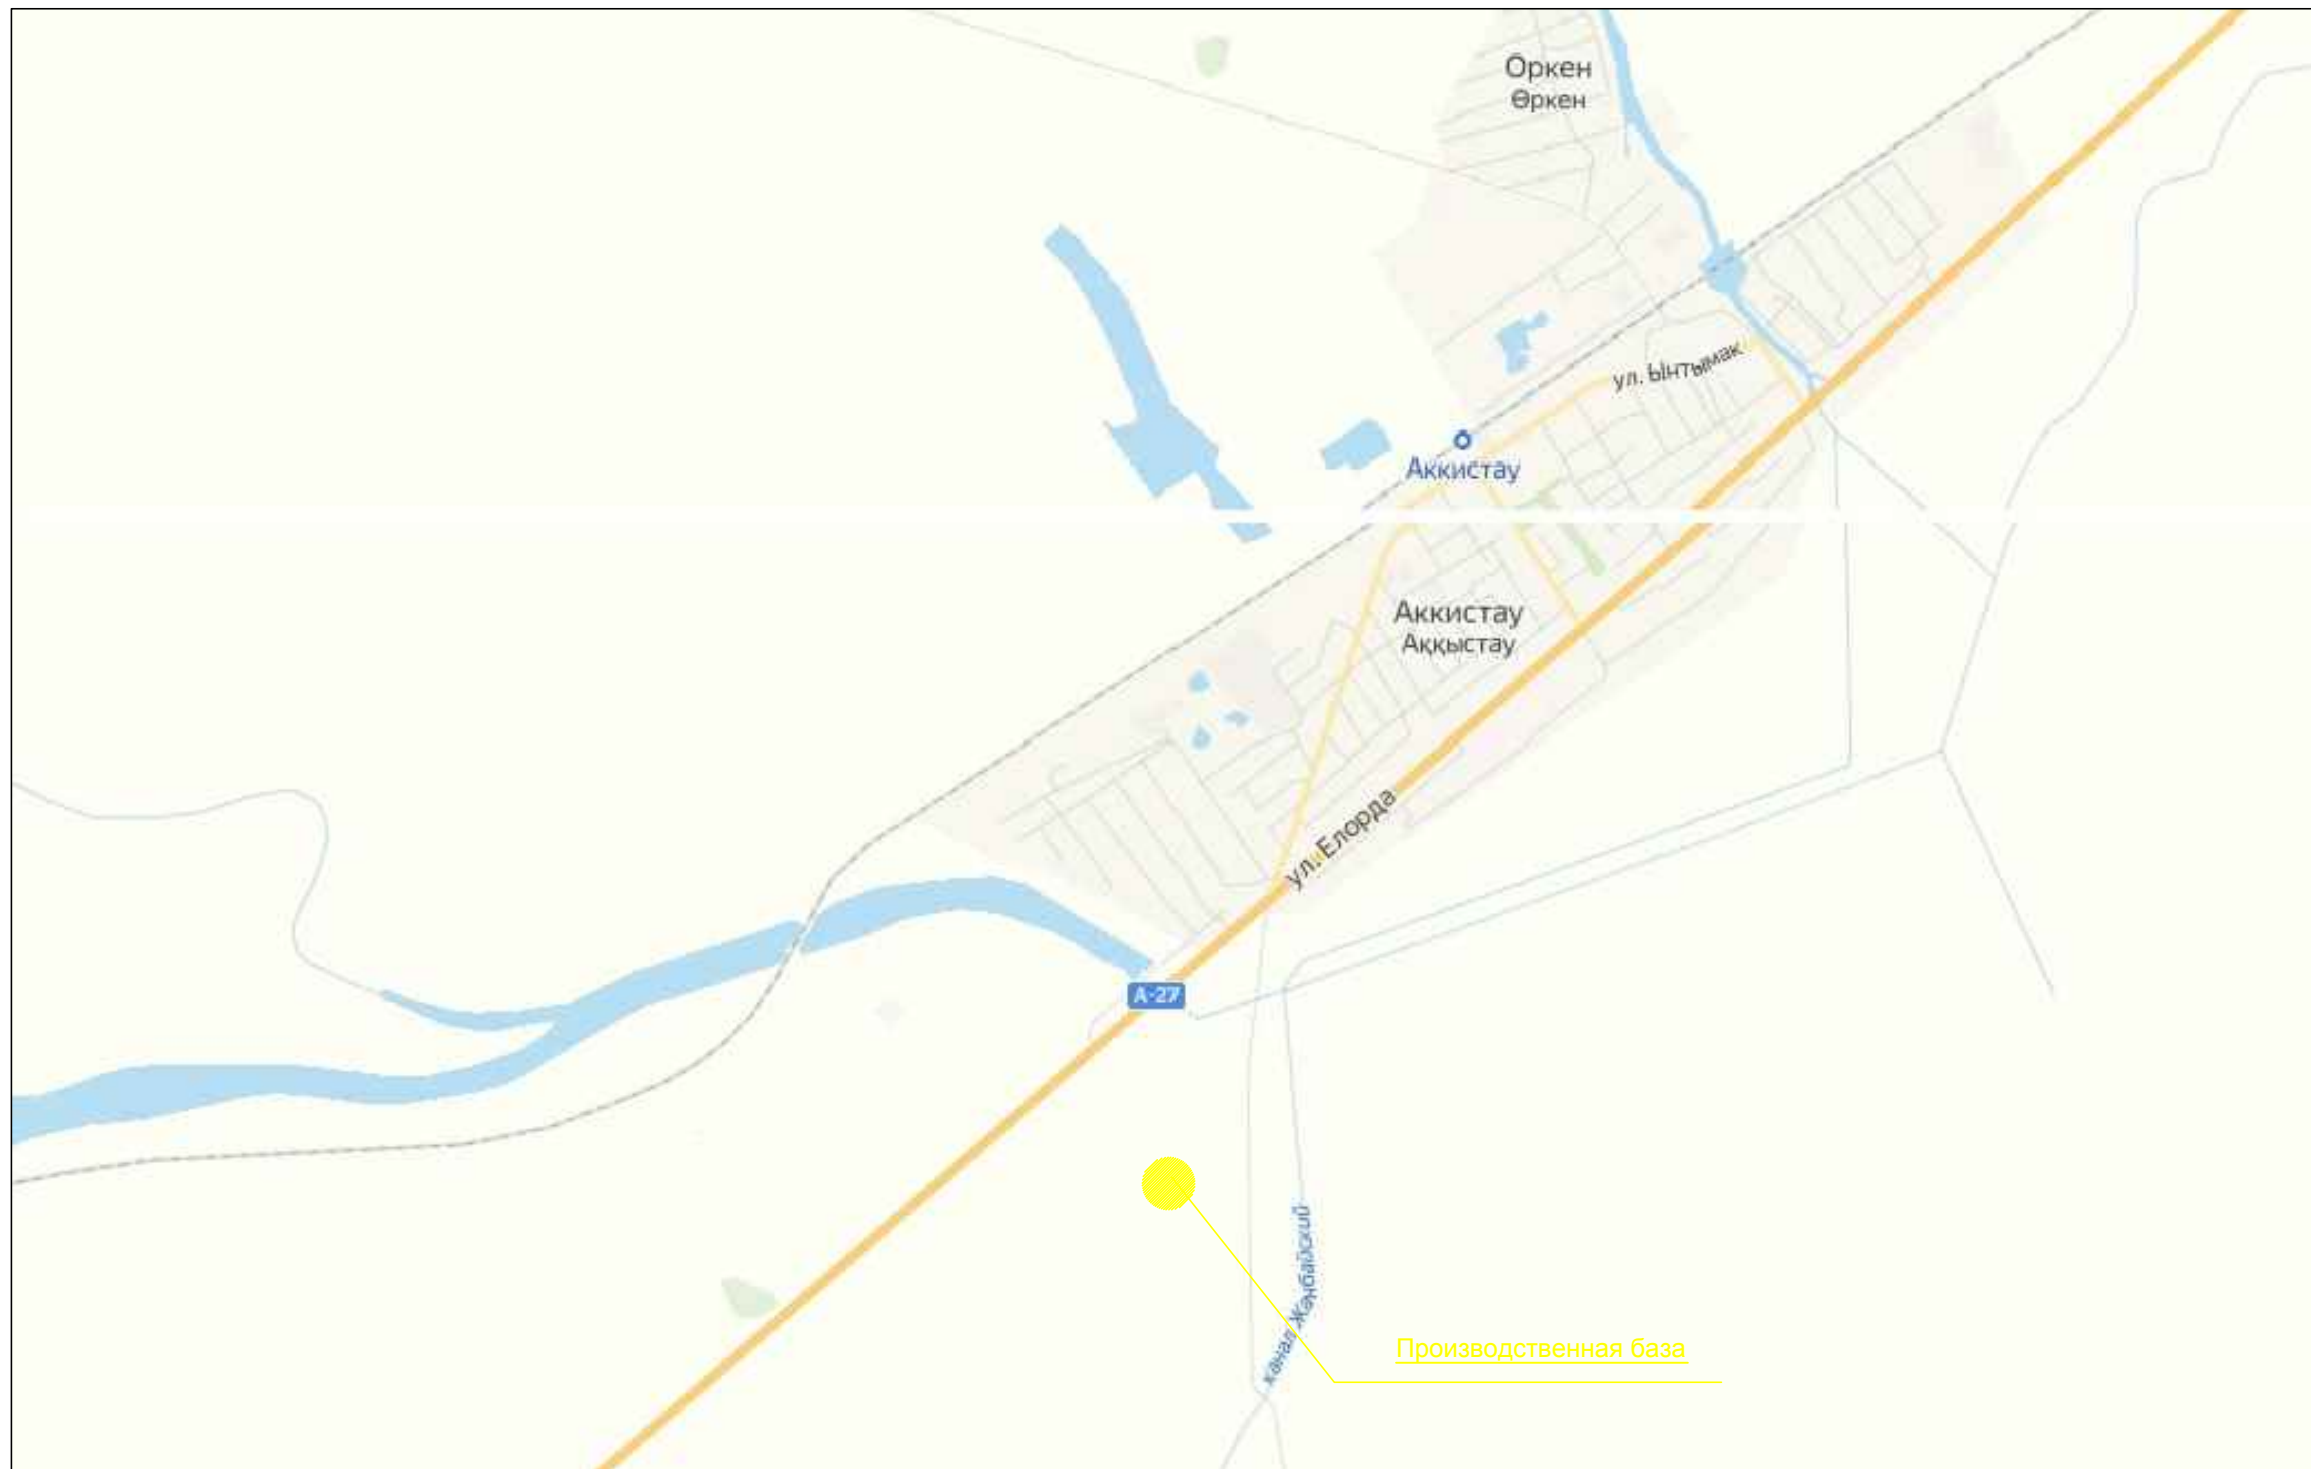 Оркен
Өркен
ул. Ынтымак
Аккистау
Аккистау
Аққыстау
ул. Елорда
А-27
канал Жанбайский
Производственная база